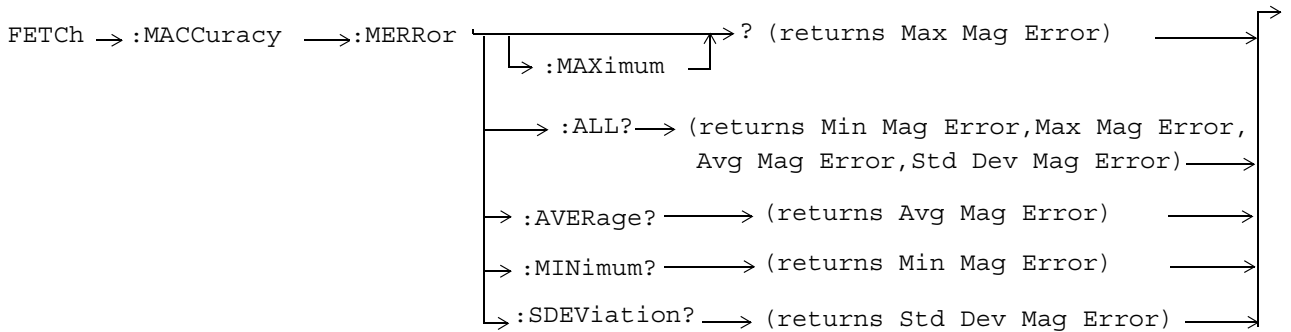 FETCh :MACCuracy :MERRor ? (returns Max Mag Error)
:MAXimum
:ALL? (returns Min Mag Error,Max Mag Error,
Avg Mag Error,Std Dev Mag Error)
:AVERage? (returns Avg Mag Error)
:MINimum? (returns Min Mag Error)
:SDEViation? (returns Std Dev Mag Error)